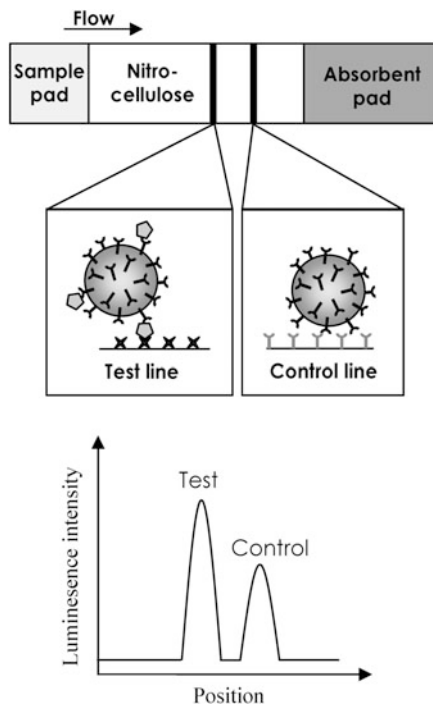 Flow
Sample
pad
Nitro-
cellulose
Absorbent
pad
Test line
Control line
Luminesence intensity
Test
Control
Position